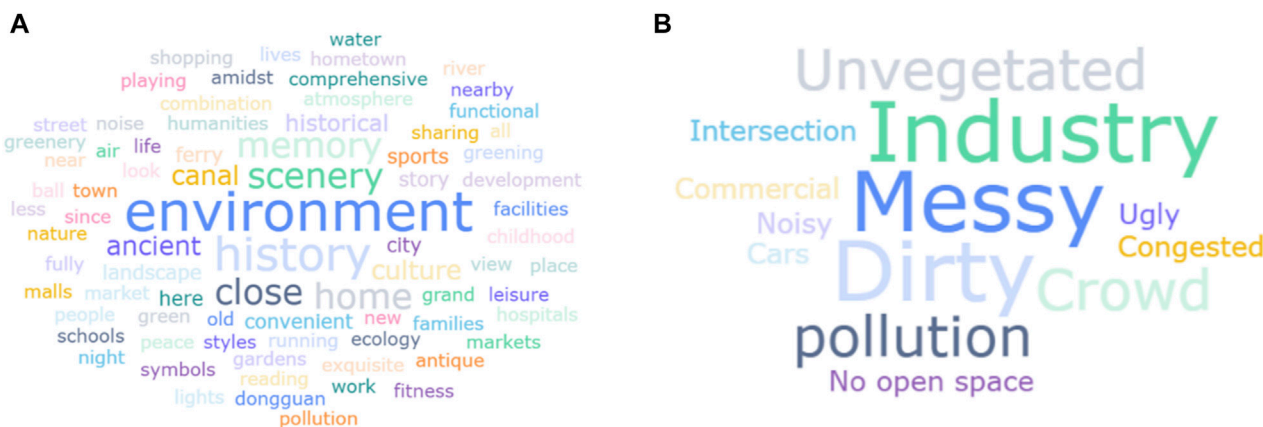 A
water
shopping lives hometown
playing amidst comprehensive river
nearby
combination atmosphere functional
street noise humanities historical sharing all
greenery air life ferry memory sports greening
near look canal scenery story development
ball town
less since environment facilities
nature ancient history city childhood
fully landscape culture view place
malls market here close home grand leisure
people green old convenient new families hospitals
schools peace styles running ecology markets
night symbols gardens exquisite antique
reading work fitness
lights dongguan
pollution
B
Unvegetated
Intersection Industry
Commercial Messy
Noisy Ugly
Cars Dirty Congested
Crowd
pollution
No open space